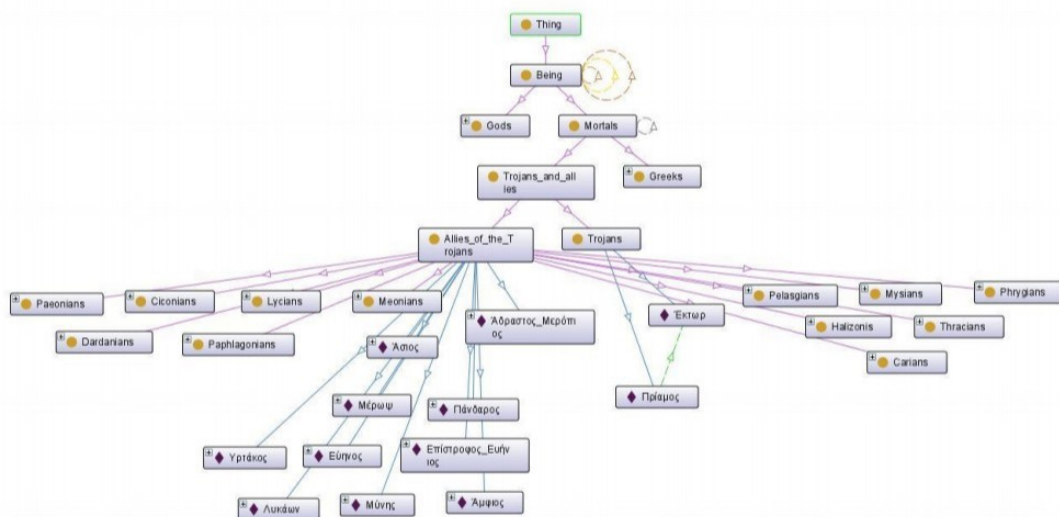 Thing
Being
Gods
Mortals
Trojans_and_all
ies
Greeks
Allies_of_the_T
rojans
Trojans
Paeonians
Ciconians
Lycians
Meonians
Pelasgians
Mysians
Phrygians
Dardanians
Paphlagonians
Άσιος
Άδραστος_Μερόπ
ιος
Έκτωρ
Halizonis
Thracians
Carians
Μέρωψ
Πάνδαρος
Πρίαμος
Υρτάκος
Εύηνος
Επίστροφος_Ευήν
ιος
Λυκάων
Μύνης
Άμφιος